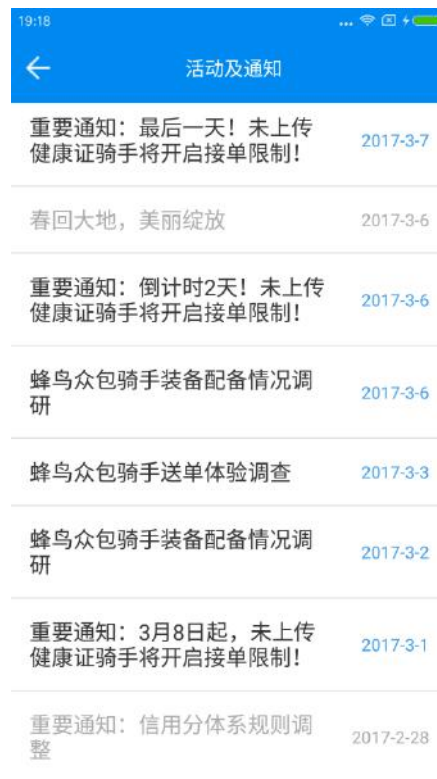 19:18
活动及通知
重要通知：最后一天！未上传
健康证骑手将开启接单限制！
2017-3-7
春回大地，美丽绽放
2017-3-6
重要通知：倒计时2天！未上传
健康证骑手将开启接单限制！
2017-3-6
蜂鸟众包骑手装备配备情况调
研
2017-3-6
蜂鸟众包骑手送单体验调查
2017-3-3
蜂鸟众包骑手装备配备情况调
研
2017-3-2
重要通知：3月8日起，未上传
健康证骑手将开启接单限制！
2017-3-1
重要通知：信用分体系规则调
整
2017-2-28